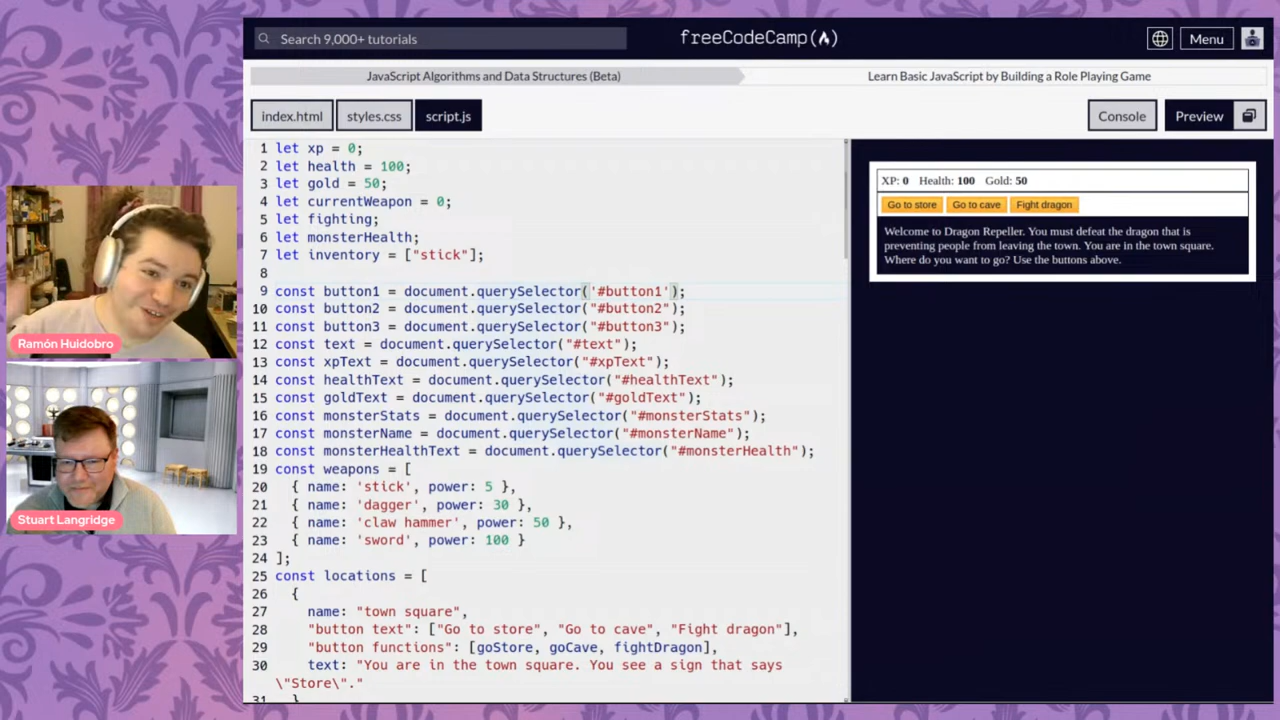 Search 9,000+ tutorials
freeCodeCamp
Menu
JavaScript Algorithms and Data Structures (Beta)
Learn Basic JavaScript by Building a Role Playing Game
index.html
styles.css
script.js
Console
Preview
1 let xp = 0;
2 let health = 100;
3 let gold = 50;
4 let currentWeapon = 0;
5 let fighting;
6 let monsterHealth;
7 let inventory = ["stick"];
8
9 const button1 = document.querySelector('#button1');
10 const button2 = document.querySelector("#button2");
11 const button3 = document.querySelector("#button3");
12 const text = document.querySelector("#text");
13 const xpText = document.querySelector("#xpText");
14 const healthText = document.querySelector("#healthText");
15 const goldText = document.querySelector("#goldText");
16 const monsterStats = document.querySelector("#monsterStats");
17 const monsterName = document.querySelector("#monsterName");
18 const monsterHealthText = document.querySelector("#monsterHealth");
19 const weapons = [
20 { name: 'stick', power: 5 },
21 { name: 'dagger', power: 30 },
22 { name: 'claw hammer', power: 50 },
23 { name: 'sword', power: 100 }
24 ];
25 const locations = [
26 {
27 name: "town square",
28 "button text": ["Go to store", "Go to cave", "Fight dragon"],
29 "button functions": [goStore, goCave, fightDragon],
30 text: "You are in the town square. You see a sign that says
\"Store\"."
31 }
XP: 0 Health: 100 Gold: 50
Go to store
Go to cave
Fight dragon
Welcome to Dragon Repeller. You must defeat the dragon that is
preventing people from leaving the town. You are in the town square.
Where do you want to go? Use the buttons above.
Ramón Huidobro
Stuart Langridge